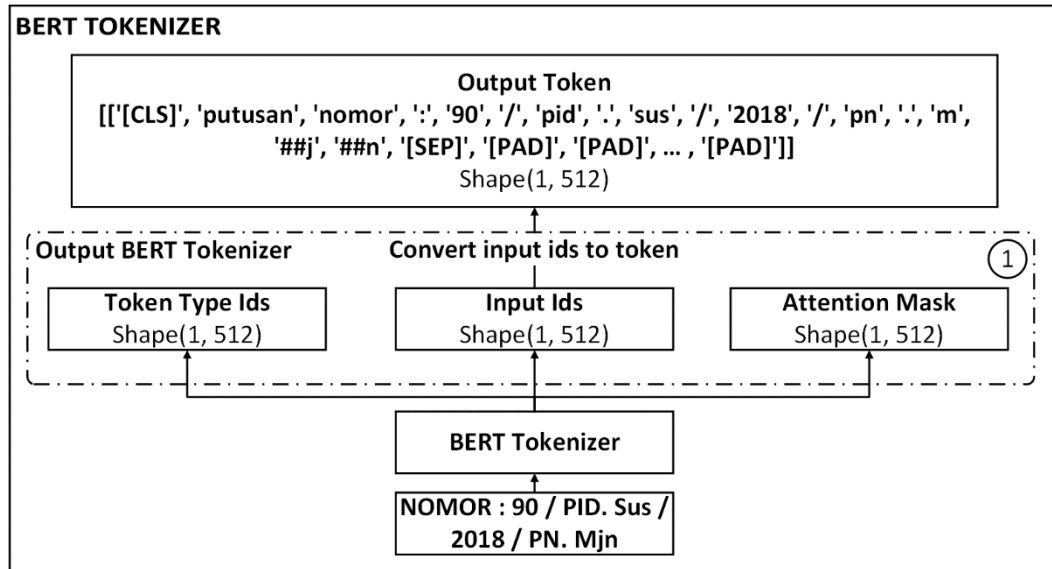 BERT TOKENIZER
Output Token
[['[CLS]', 'putusan', 'nomor', ':', '90', '/', 'pid', '.', 'sus', '/', '2018', '/', 'pn', '.', 'm',
'##j', '##n', '[SEP]', '[PAD]', '[PAD]', ... , '[PAD]']]
Shape(1, 512)
Output BERT Tokenizer
Convert input ids to token
1
Token Type Ids
Shape(1, 512)
Input Ids
Shape(1, 512)
Attention Mask
Shape(1, 512)
BERT Tokenizer
NOMOR : 90 / PID. Sus /
2018 / PN. Mjn